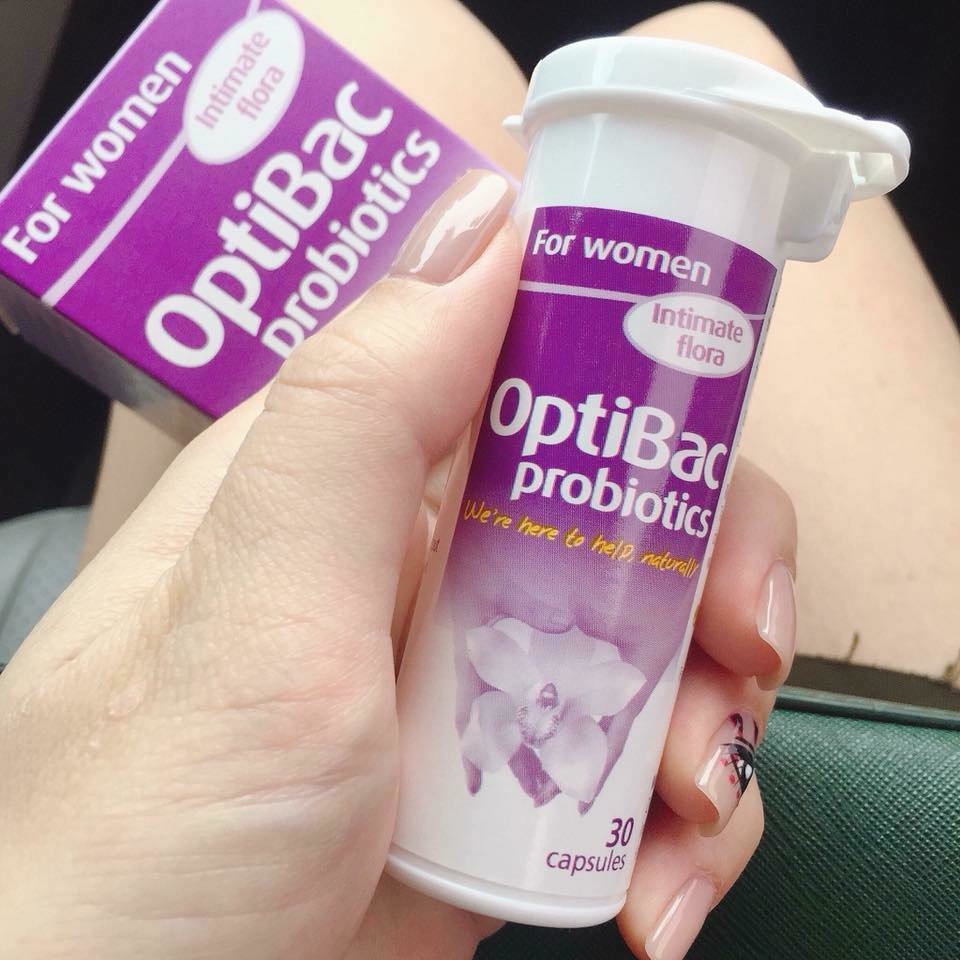 For women
Intimate
flora
OptiBac
probiotics
For women
Intimate
flora
OptiBac
probiotics
We're here to help, naturally
30
capsules